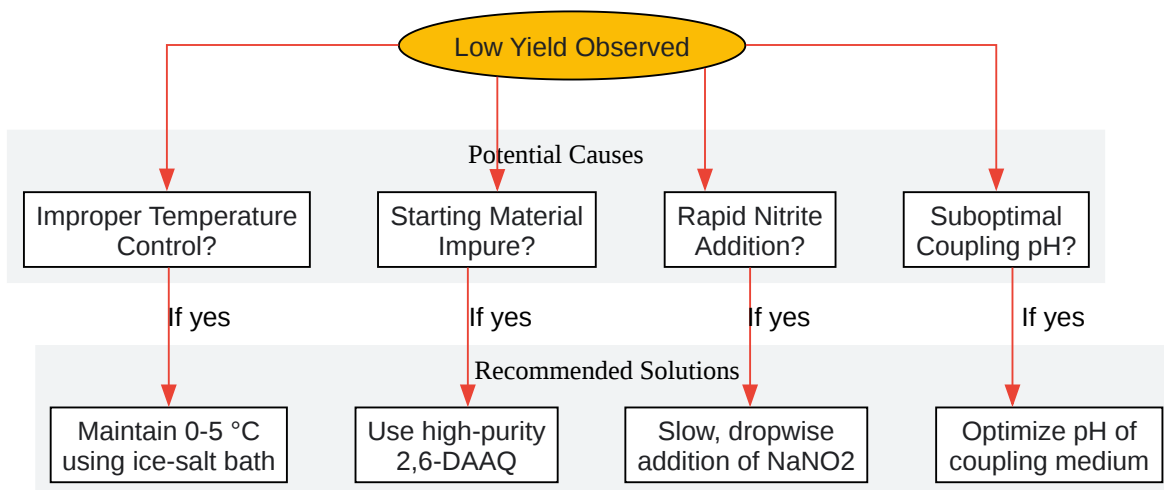 Low Yield Observed
Potential Causes
Improper Temperature
Control?
Starting Material
Impure?
Rapid Nitrite
Addition?
Suboptimal
Coupling pH?
If yes
If yes
If yes
If yes
Recommended Solutions
Maintain 0-5 °C
using ice-salt bath
Use high-purity
2,6-DAAQ
Slow, dropwise
addition of NaNO2
Optimize pH of
coupling medium